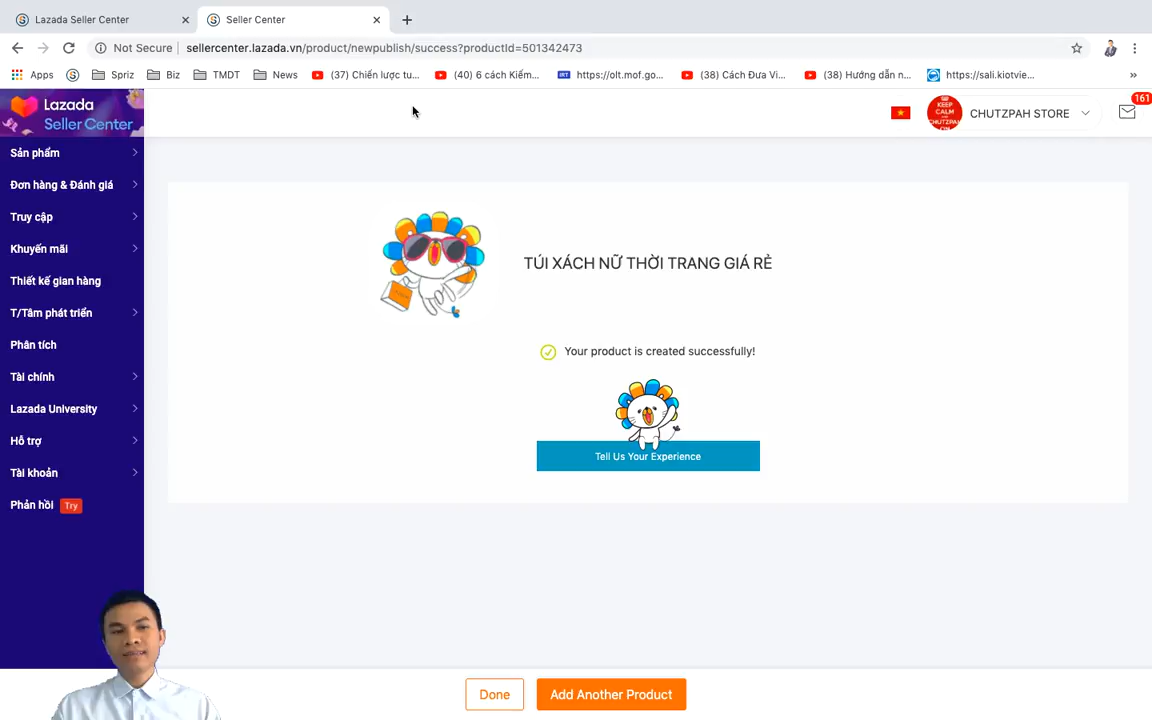 Lazada Seller Center
Seller Center
Not Secure
sellercenter.lazada.vn/product/newpublish/success?productId=501342473
Apps
Spriz
Biz
TMDT
News
(37) Chiến lược tu...
(40) 6 cách Kiếm...
https://olt.mof.go...
(38) Cách Đưa Vi...
(38) Hướng dẫn n...
https://sali.kiotvie...
»
Lazada
Seller Center
KEEP
CALM
CHUTZPAH
CHUTZPAH STORE
161
Sản phẩm
Đơn hàng & Đánh giá
Truy cập
Khuyến mãi
Thiết kế gian hàng
T/Tâm phát triển
Phân tích
Tài chính
Lazada University
Hỗ trợ
Tài khoản
Phản hồi Try
TÚI XÁCH NỮ THỜI TRANG GIÁ RẺ
Your product is created successfully!
Tell Us Your Experience
Done
Add Another Product